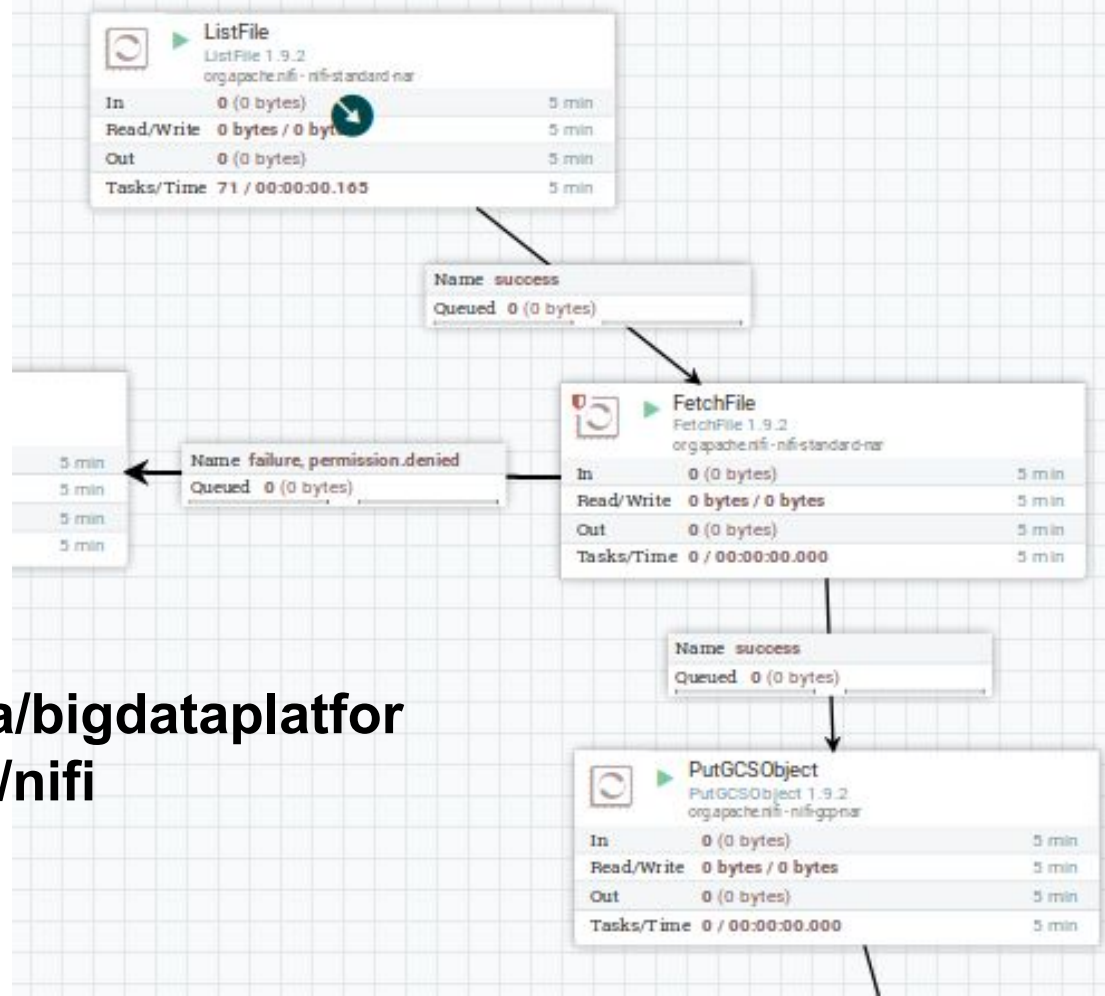 ListFile
ListFile 1.9.2
org.apache.nifi - nifi-standard-nar
In 0 (0 bytes) 5 min
Read/Write 0 bytes / 0 5 min
Out 0 (0 bytes) 5 min
Tasks/Time 71 / 00:00:00.165 5 min
Name success
Queued 0 (0 bytes)
FetchFile
FetchFile 1.9.2
org.apache.nifi - nifi-standard-nar
In 0 (0 bytes) 5 min
Read/Write 0 bytes / 0 bytes 5 min
Out 0 (0 bytes) 5 min
Tasks/Time 0 / 00:00:00.000 5 min
5 min
5 min
5 min
5 min
Name failure, permission.denied
Queued 0 (0 bytes)
Name success
Queued 0 (0 bytes)
a/bigdataplatfor
/nifi
PutGCSObject
PutGCSObject 1.9.2
org.apache.nifi - nifi-gcp-nar
In 0 (0 bytes) 5 min
Read/Write 0 bytes / 0 bytes 5 min
Out 0 (0 bytes) 5 min
Tasks/Time 0 / 00:00:00.000 5 min